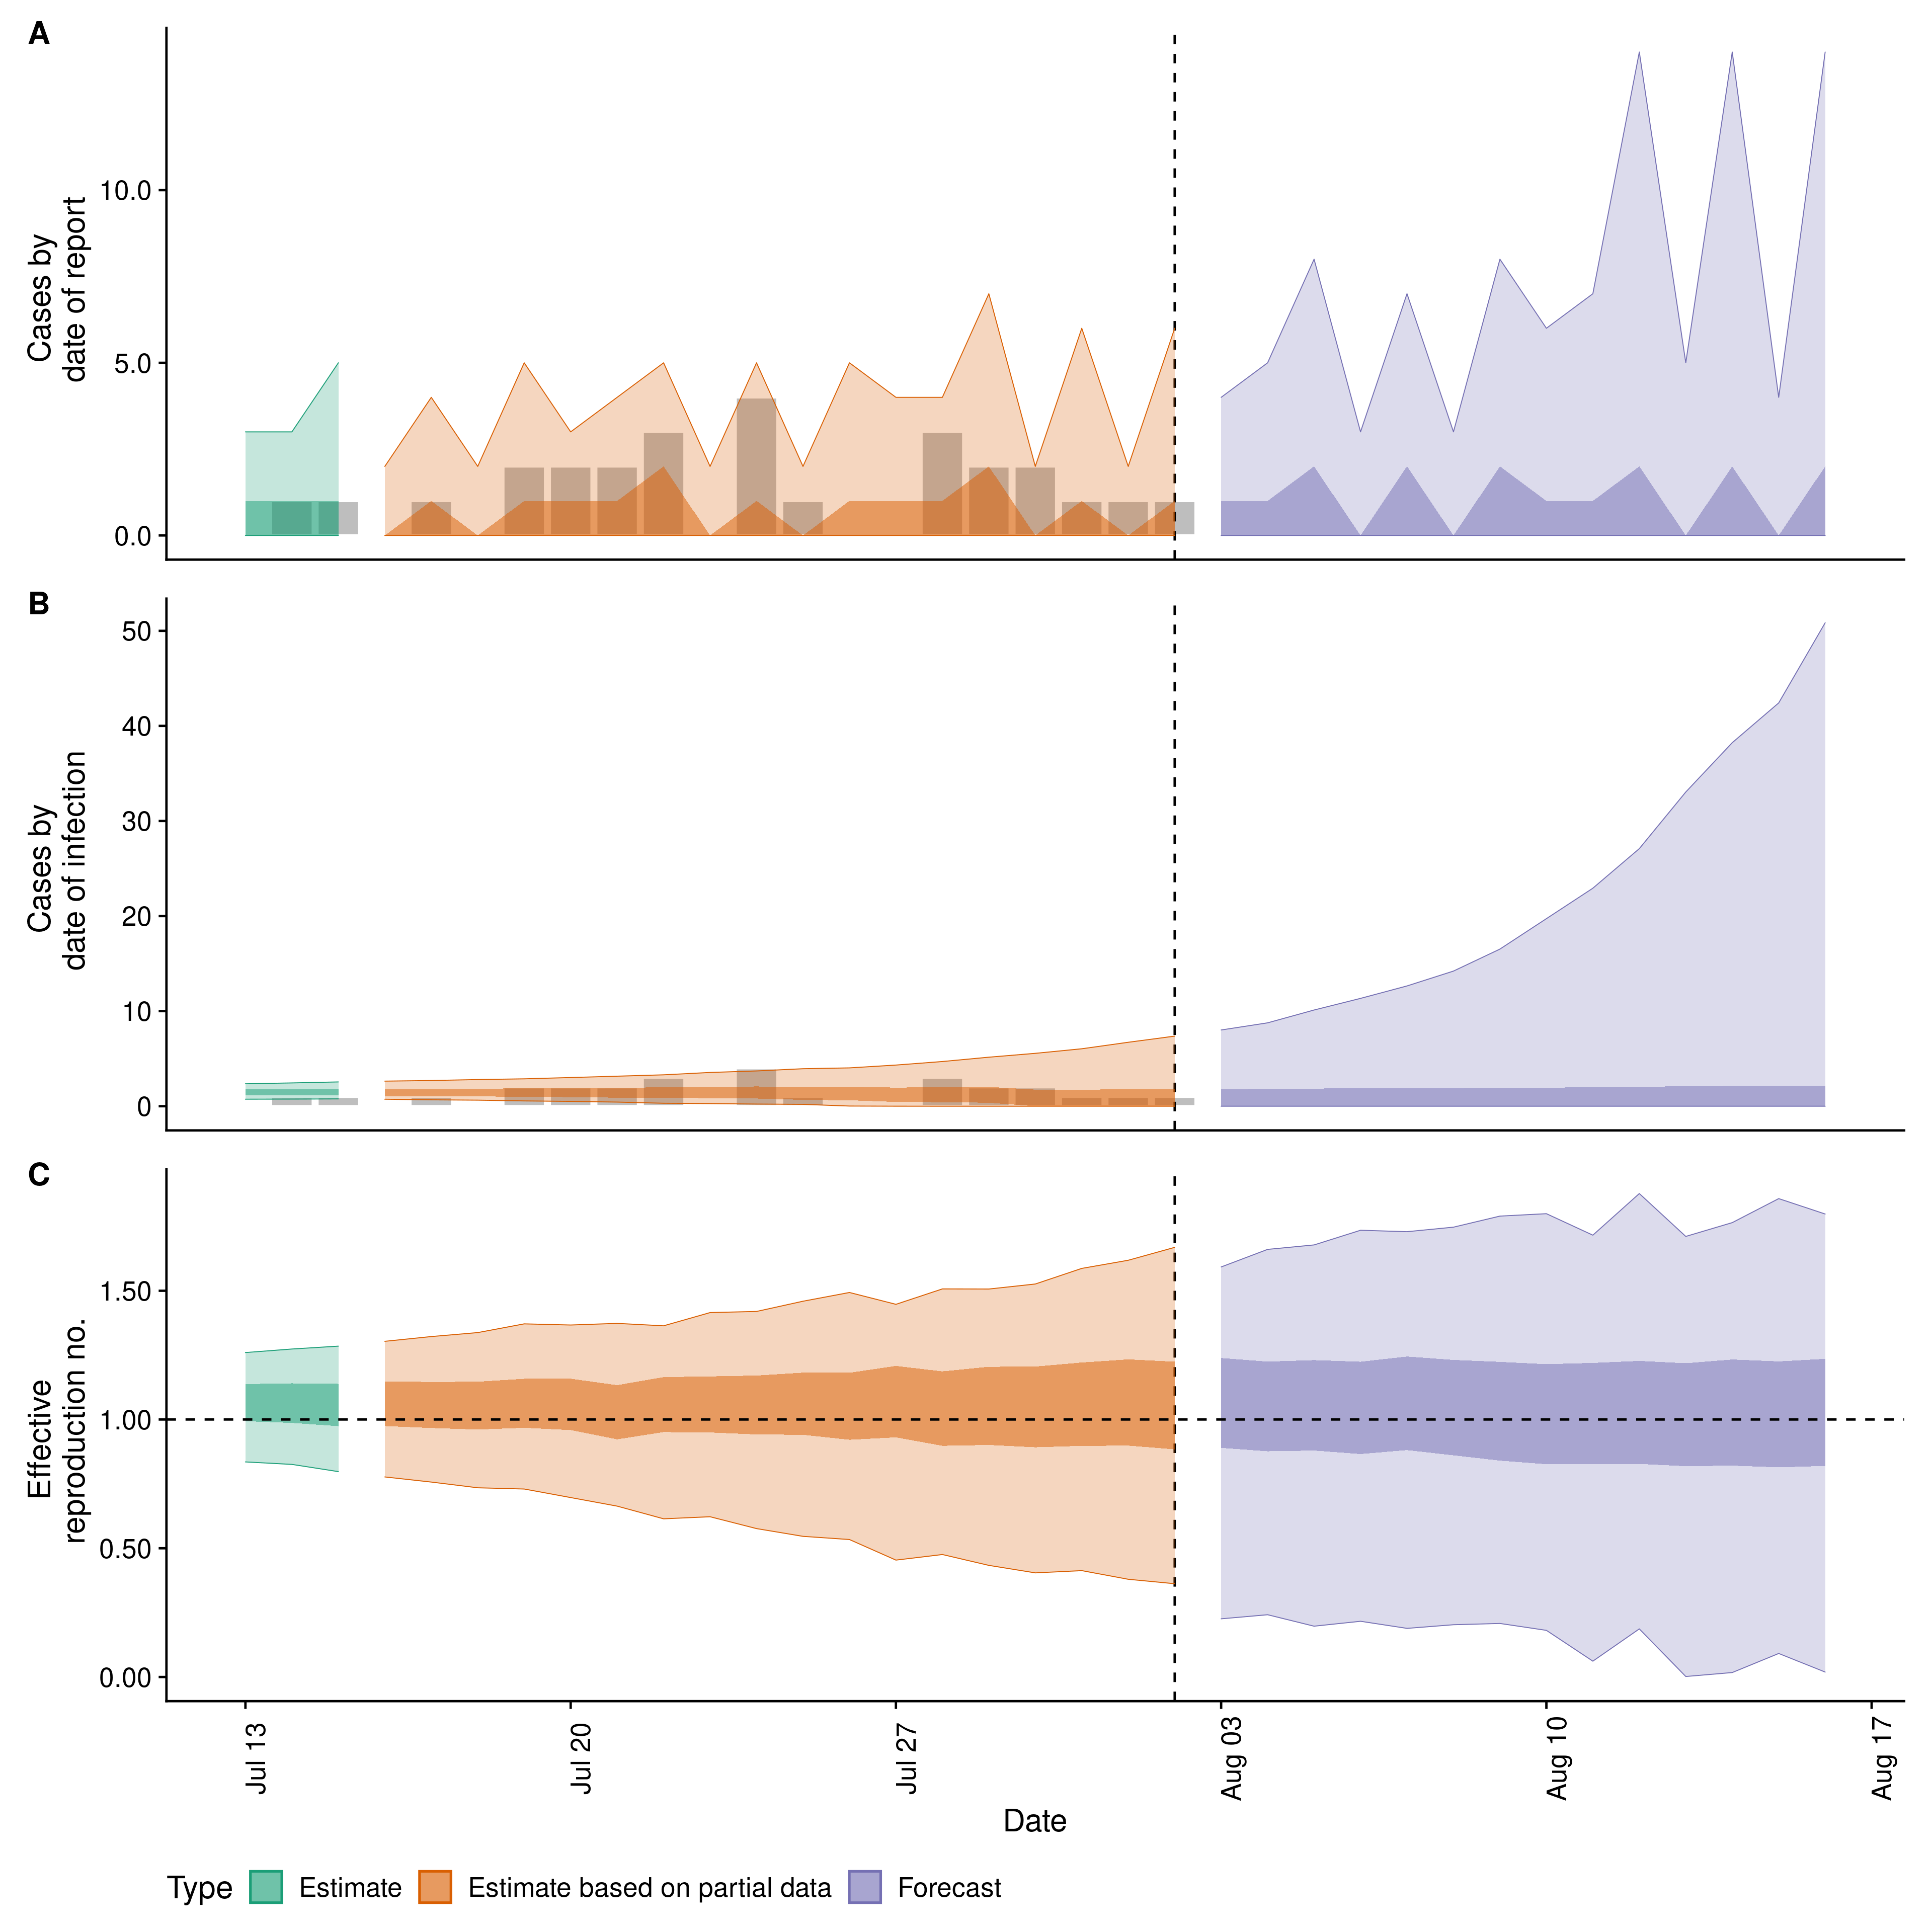 A
Cases by
date of report
10.0
5.0
0.0
B
Cases by
date of infection
50
40
30
20
10
0
C
Effective
reproduction no.
1.50
1.00
0.50
0.00
Jul 13
Jul 20
Jul 27
Aug 03
Aug 10
Aug 17
Date
Type
Estimate
Estimate based on partial data
Forecast